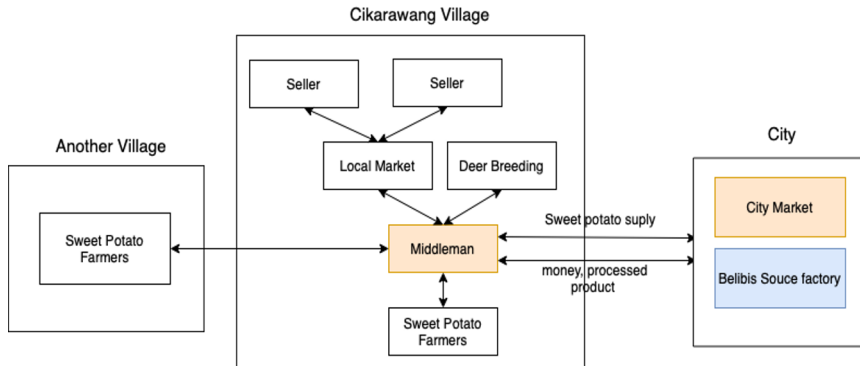 Cikarawang Village
Seller
Seller
Another Village
City
Local Market
Deer Breeding
City Market
Sweet potato suply
Sweet Potato
Farmers
Middleman
money, processed
product
Belibis Souce factory
Sweet Potato
Farmers